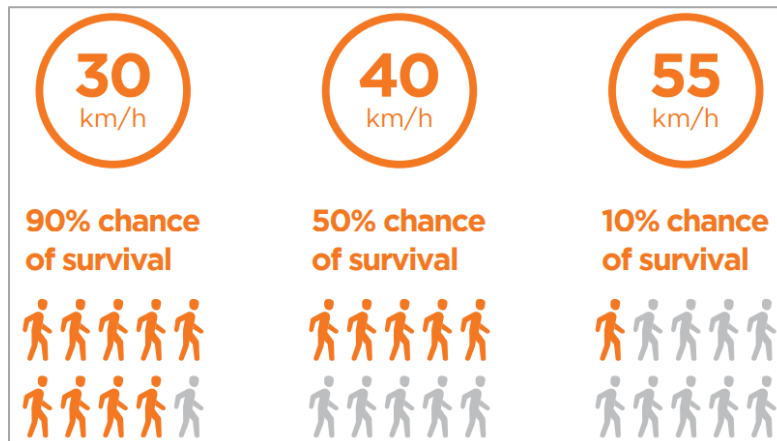 30
km/h
90% chance
of survival
40
km/h
50% chance
of survival
55
km/h
10% chance
of survival